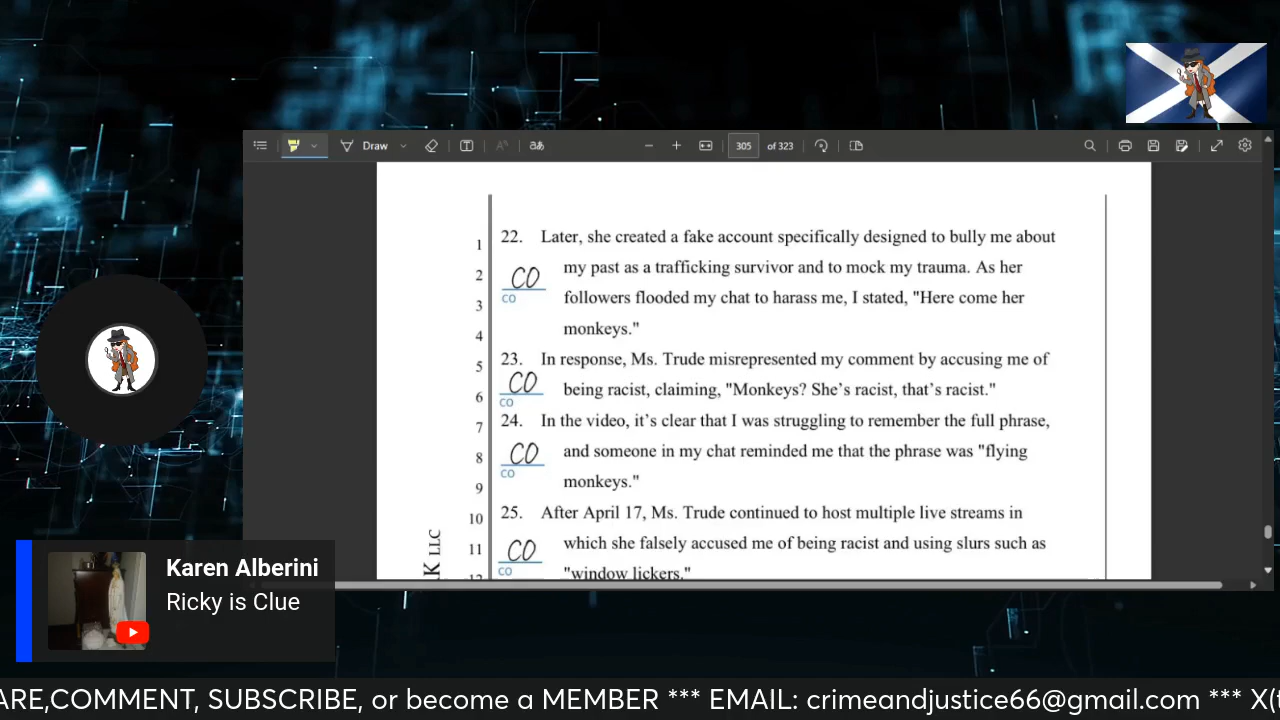 Draw
305
of 323
1
22. Later, she created a fake account specifically designed to bully me about
2
CO
my past as a trafficking survivor and to mock my trauma. As her
3
CO
followers flooded my chat to harass me, I stated, "Here come her
4
monkeys."
5
23. In response, Ms. Trude misrepresented my comment by accusing me of
6
CO
being racist, claiming, "Monkeys? She's racist, that's racist."
CO
7
24. In the video, it's clear that I was struggling to remember the full phrase,
8
CO
and someone in my chat reminded me that the phrase was "flying
CO
9
monkeys."
10
25. After April 17, Ms. Trude continued to host multiple live streams in
11
CO
which she falsely accused me of being racist and using slurs such as
CO
12
"window lickers."
K LLC
Karen Alberini
Ricky is Clue
ARE,COMMENT, SUBSCRIBE, or become a MEMBER *** EMAIL: crimeandjustice66@gmail.com *** X(